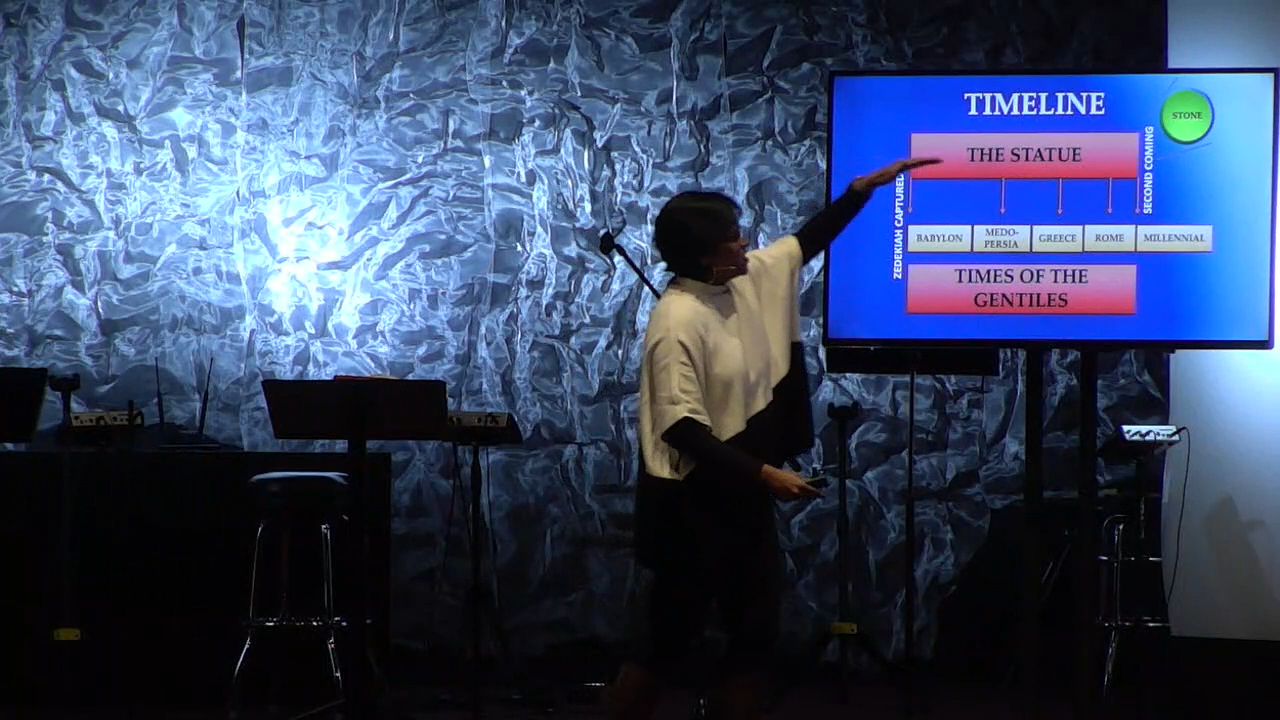 TIMELINE
STONE
THE STATUE
ZEDEKIAH CAPTURED
SECOND COMING
BABYLON
MEDO-
PERSIA
GREECE
ROME
MILLENNIAL
TIMES OF THE
GENTILES